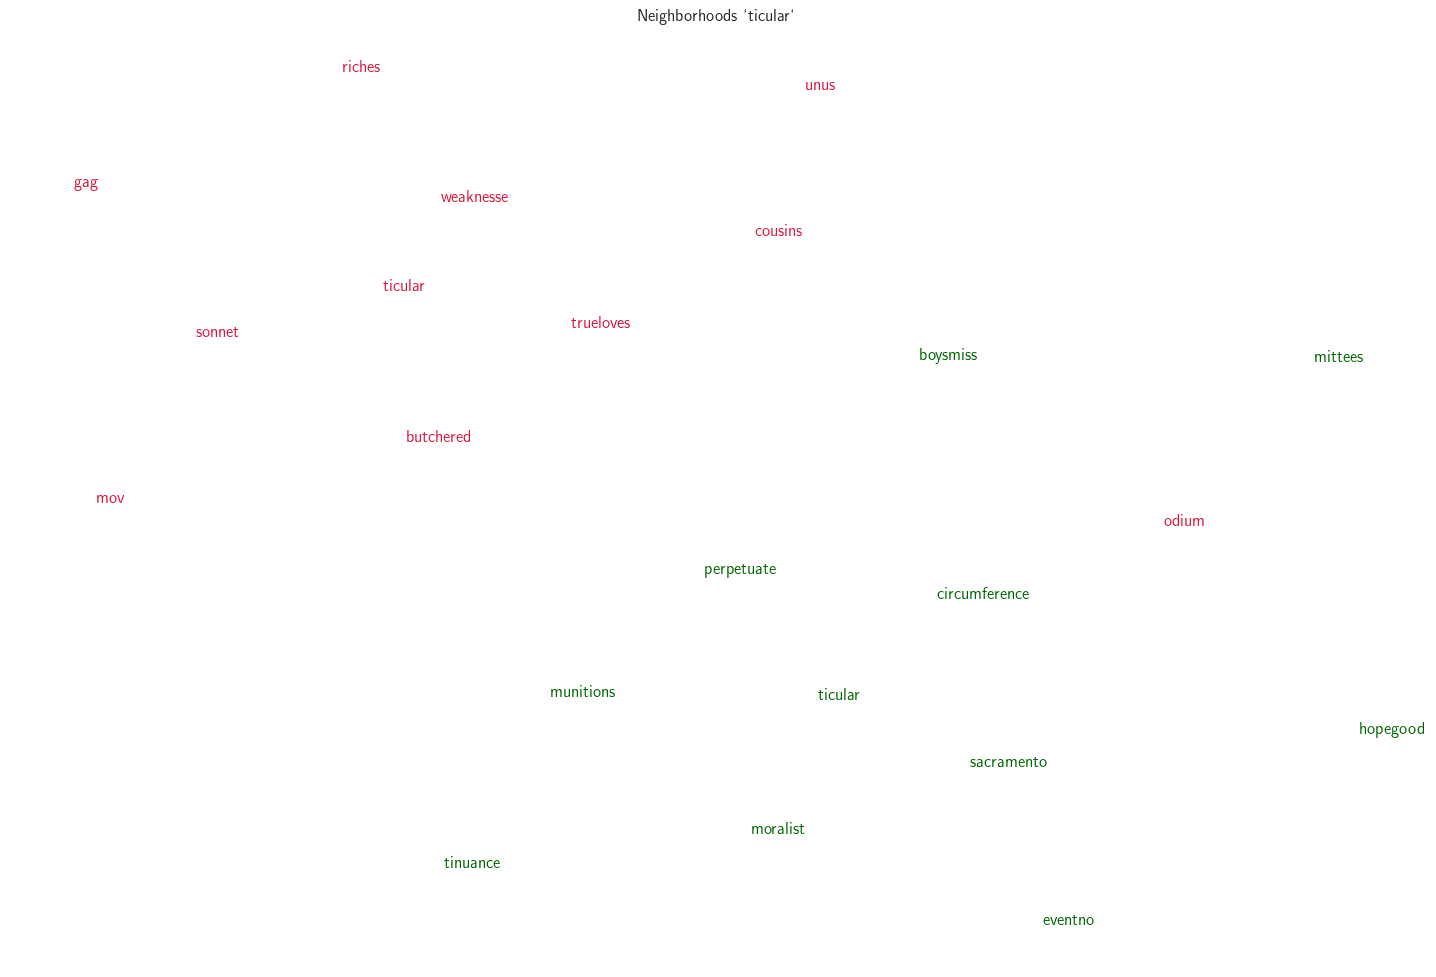 Neighborhoods ‘ticular‘
riches
unus
gag
weaknesse
cousins
ticular
trueloves
sonnet
boysmiss
mittees
butchered
mov
odium
perpetuate
circumference
munitions
ticular
hopegood
sacramento
moralist
tinuance
eventno